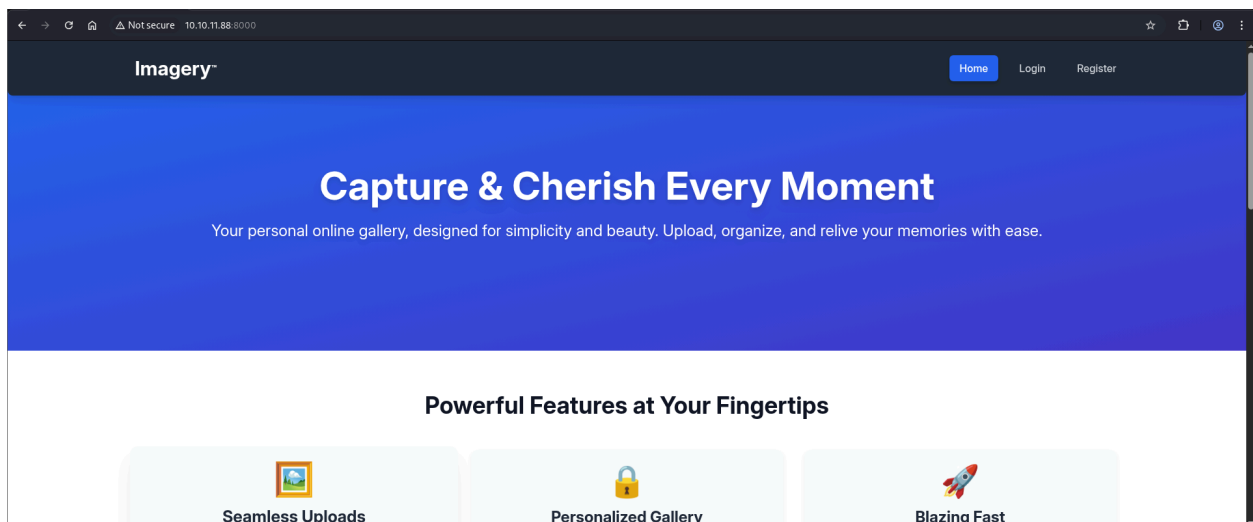 Not secure 10.10.11.88:8000
Imagery™
Home Login Register
Capture & Cherish Every Moment
Your personal online gallery, designed for simplicity and beauty. Upload, organize, and relive your memories with ease.
Powerful Features at Your Fingertips
Seamless Uploads
Personalized Gallery
Blazing Fast